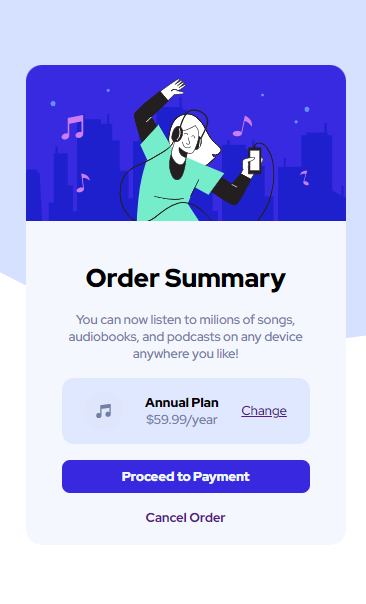 Order Summary
You can now listen to milions of songs,
audiobooks, and podcasts on any device
anywhere you like!
Annual Plan
$59.99/year
Change
Proceed to Payment
Cancel Order